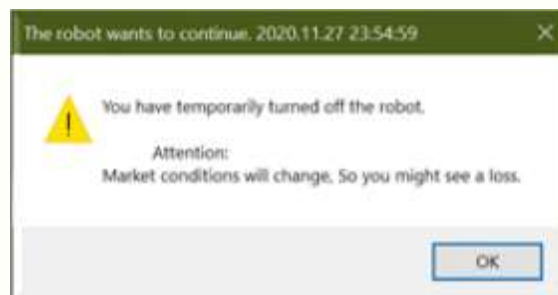 The robot wants to continue. 2020.11.27 23:54:59
You have temporarily turned off the robot.
Attention:
Market conditions will change, So you might see a loss.
OK